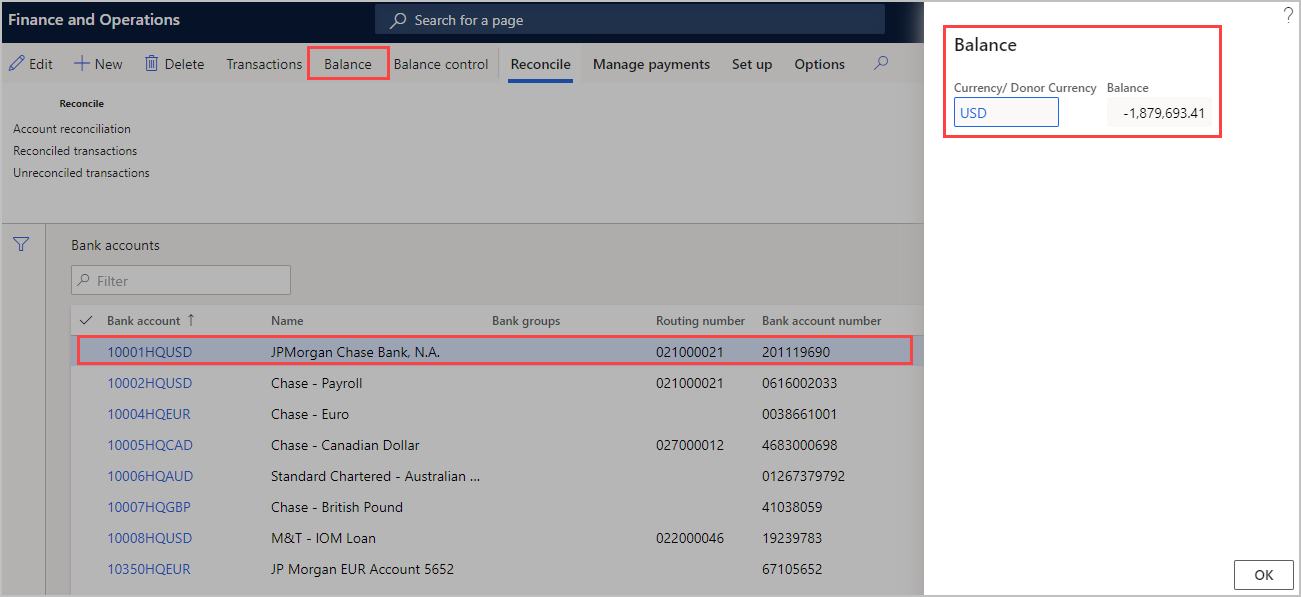 Finance and Operations
Search for a page
?
Edit New Delete Transactions Balance Balance control Reconcile Manage payments Set up Options
Reconcile
Account reconciliation
Reconciled transactions
Unreconciled transactions
Bank accounts
Filter
Bank account ↑ Name Bank groups Routing number Bank account number
10001HQUSD JPMorgan Chase Bank, N.A. 021000021 201119690
10002HQUSD Chase - Payroll 021000021 0616002033
10004HQEUR Chase - Euro 0038661001
10005HQCAD Chase - Canadian Dollar 027000012 4683000698
10006HQAUD Standard Chartered - Australian ... 01267379792
10007HQGBP Chase - British Pound 41038059
10008HQUSD M&T - IOM Loan 022000046 19239783
10350HQEUR JP Morgan EUR Account 5652 67105652
Balance
Currency/ Donor Currency Balance
USD -1,879,693.41
OK